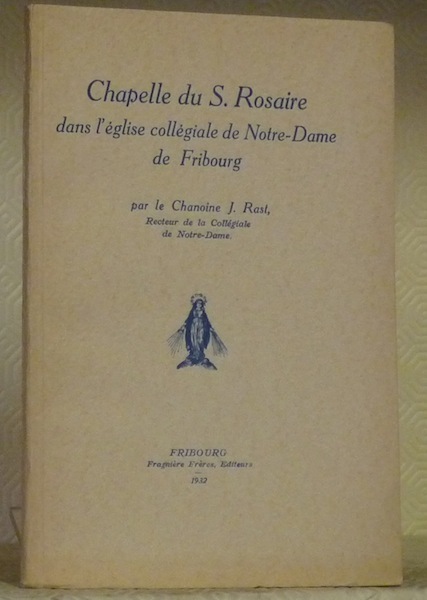 Chapelle du S. Rosaire
dans l'église collégiale de Notre-Dame
de Fribourg
par le Chanoine J. Rast,
Recteur de la Collégiale
de Notre-Dame.
FRIBOURG
Fragnière Frères, Editeurs
1932